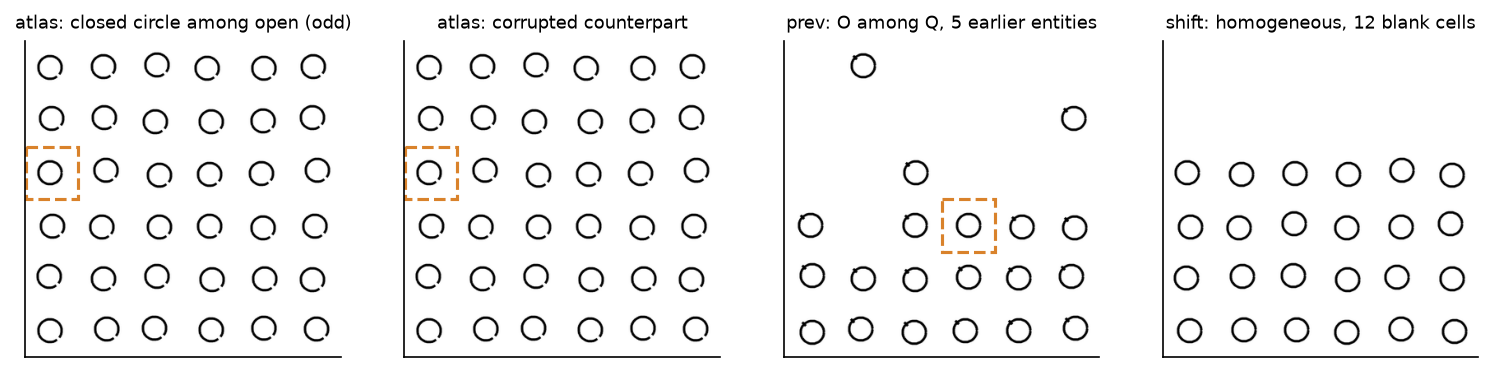 atlas: closed circle among open (odd)
atlas: corrupted counterpart
prev: O among Q, 5 earlier entities
shift: homogeneous, 12 blank cells